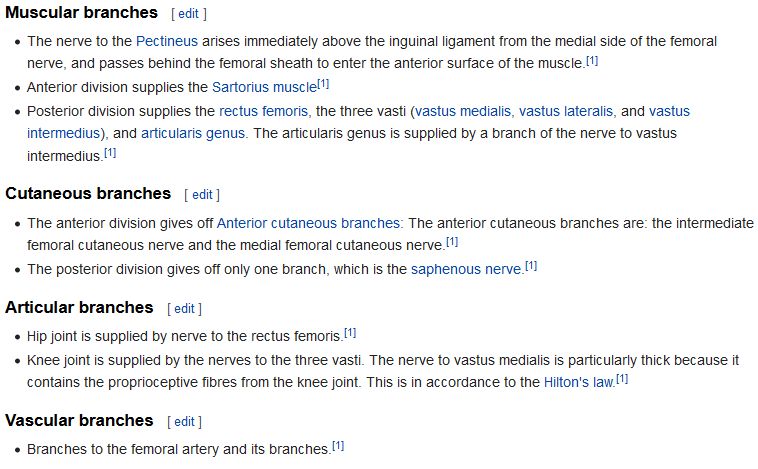 Muscular branches [ edit ]
• The nerve to the Pectineus arises immediately above the inguinal ligament from the medial side of the femoral
nerve, and passes behind the femoral sheath to enter the anterior surface of the muscle.[1]
• Anterior division supplies the Sartorius muscle[1]
• Posterior division supplies the rectus femoris, the three vasti (vastus medialis, vastus lateralis, and vastus
intermedius), and articularis genus. The articularis genus is supplied by a branch of the nerve to vastus
intermedius.[1]
Cutaneous branches [ edit ]
• The anterior division gives off Anterior cutaneous branches: The anterior cutaneous branches are: the intermediate
femoral cutaneous nerve and the medial femoral cutaneous nerve.[1]
• The posterior division gives off only one branch, which is the saphenous nerve.[1]
Articular branches [ edit ]
• Hip joint is supplied by nerve to the rectus femoris.[1]
• Knee joint is supplied by the nerves to the three vasti. The nerve to vastus medialis is particularly thick because it
contains the proprioceptive fibres from the knee joint. This is in accordance to the Hilton's law.[1]
Vascular branches [ edit ]
• Branches to the femoral artery and its branches.[1]